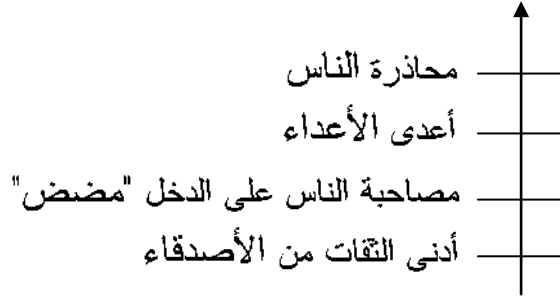 محاذرة الناس
أعدى الأعداء
مصاحبة الناس على الدخل "مضض"
أدنى الثقات من الأصدقاء